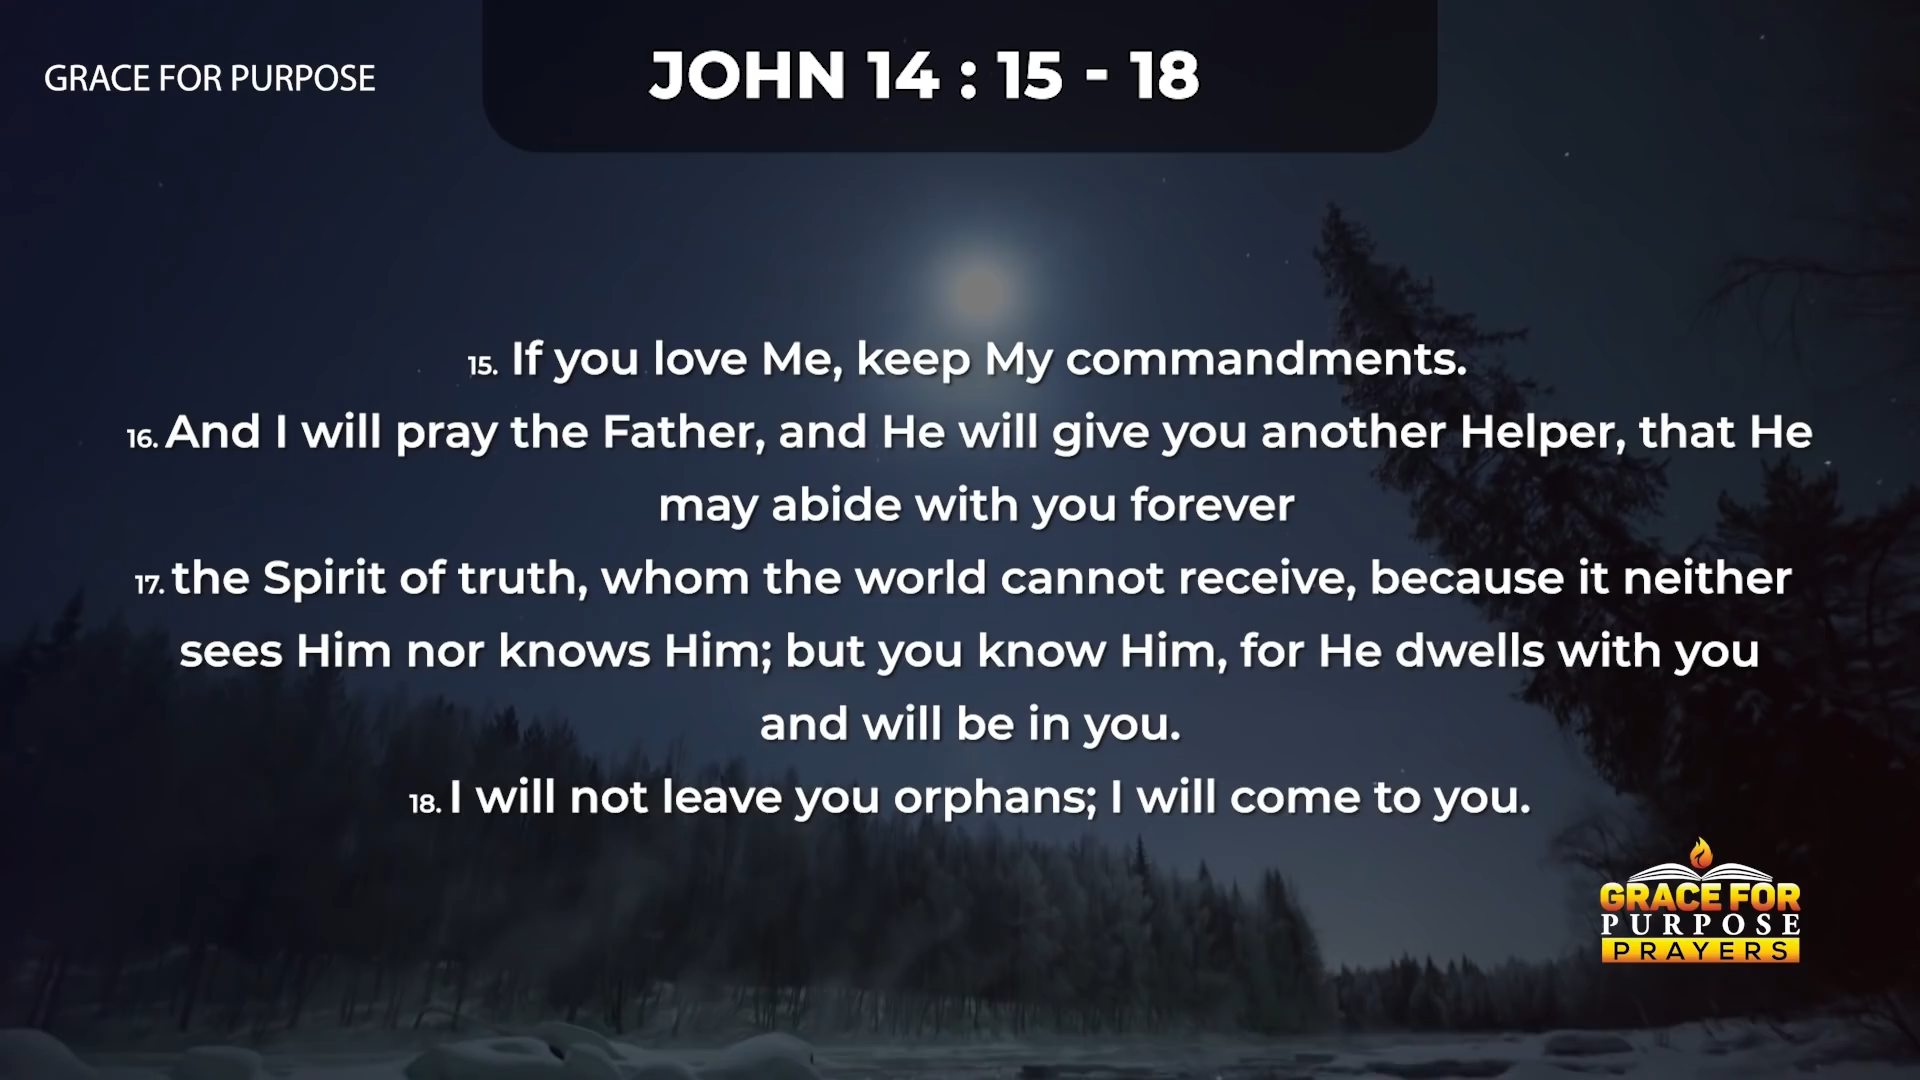 GRACE FOR PURPOSE
JOHN 14 : 15 - 18
15. If you love Me, keep My commandments.
16. And I will pray the Father, and He will give you another Helper, that He
may abide with you forever
17. the Spirit of truth, whom the world cannot receive, because it neither
sees Him nor knows Him; but you know Him, for He dwells with you
and will be in you.
18. I will not leave you orphans; I will come to you.
GRACE FOR
PURPOSE
PRAYERS